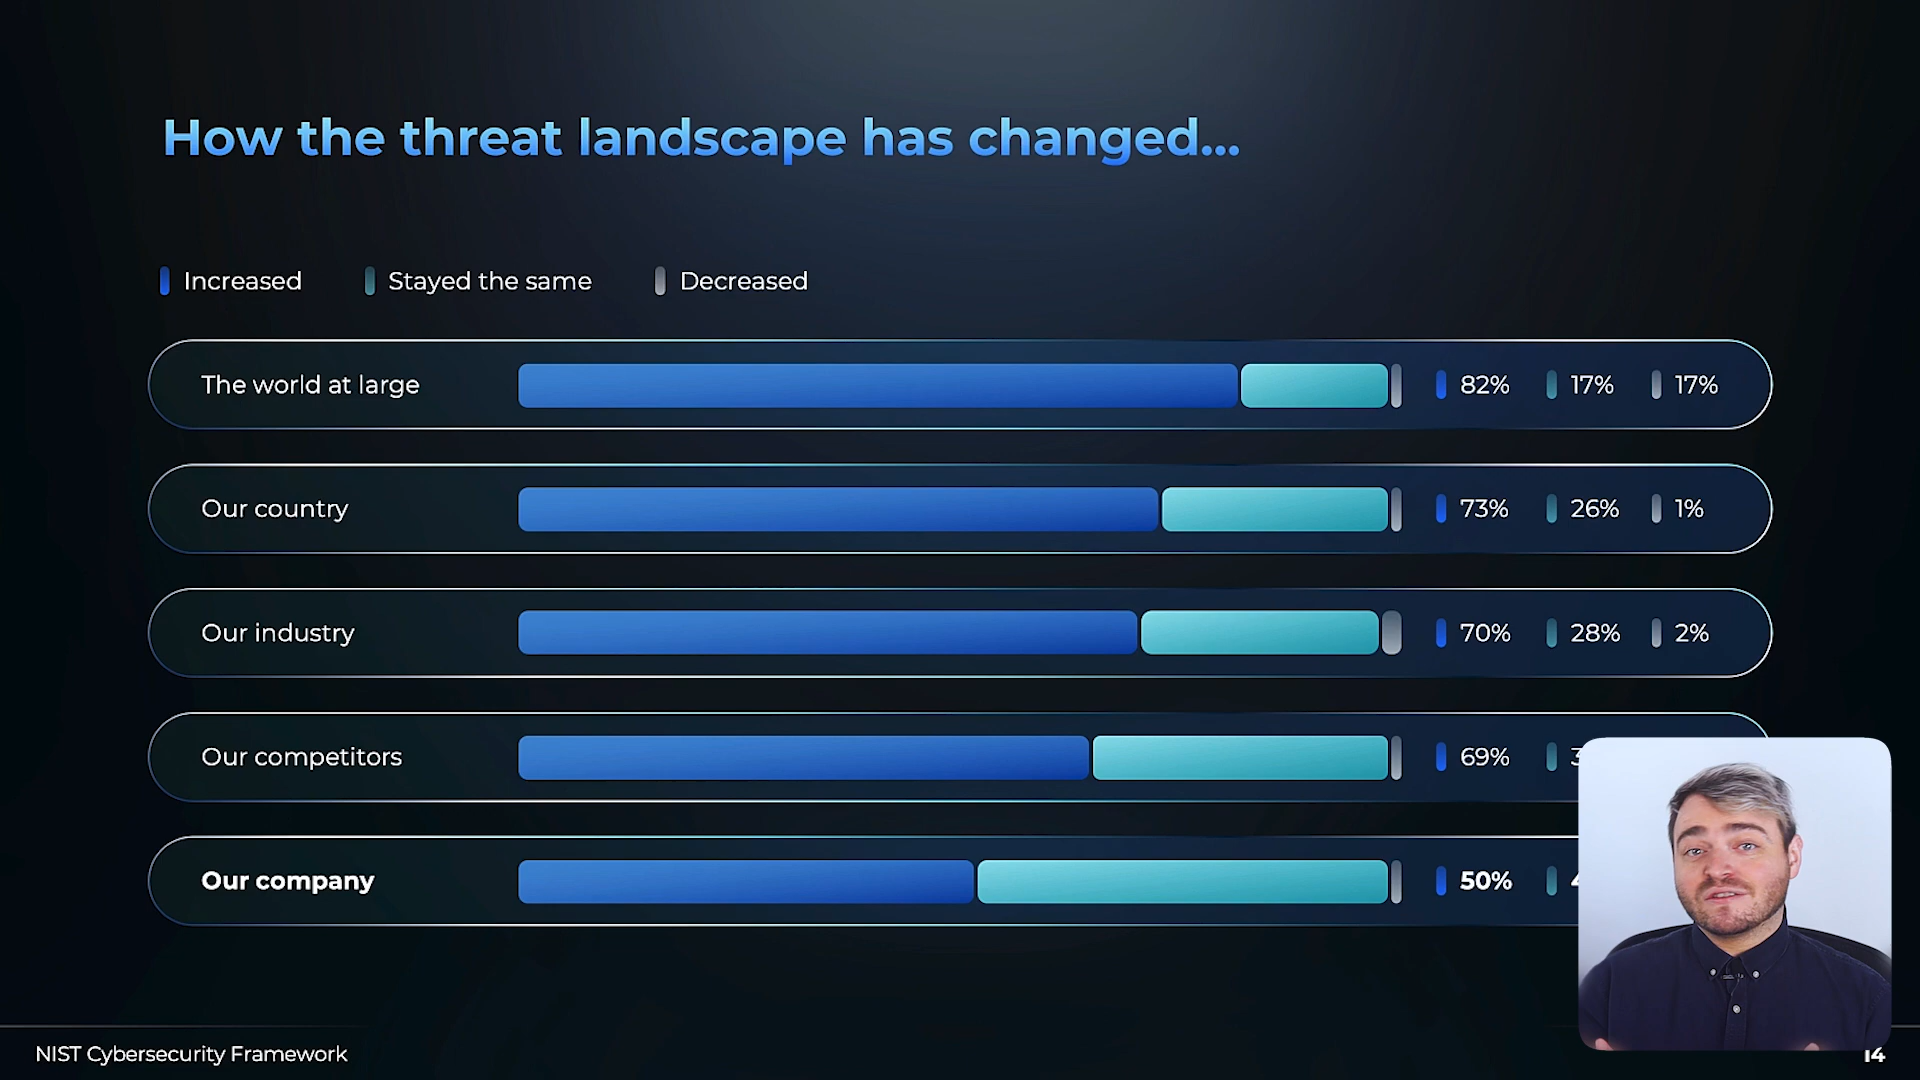 How the threat landscape has changed...
Increased Stayed the same Decreased
The world at large 82% 17% 17%
Our country 73% 26% 1%
Our industry 70% 28% 2%
Our competitors 69%
Our company 50%
NIST Cybersecurity Framework 14